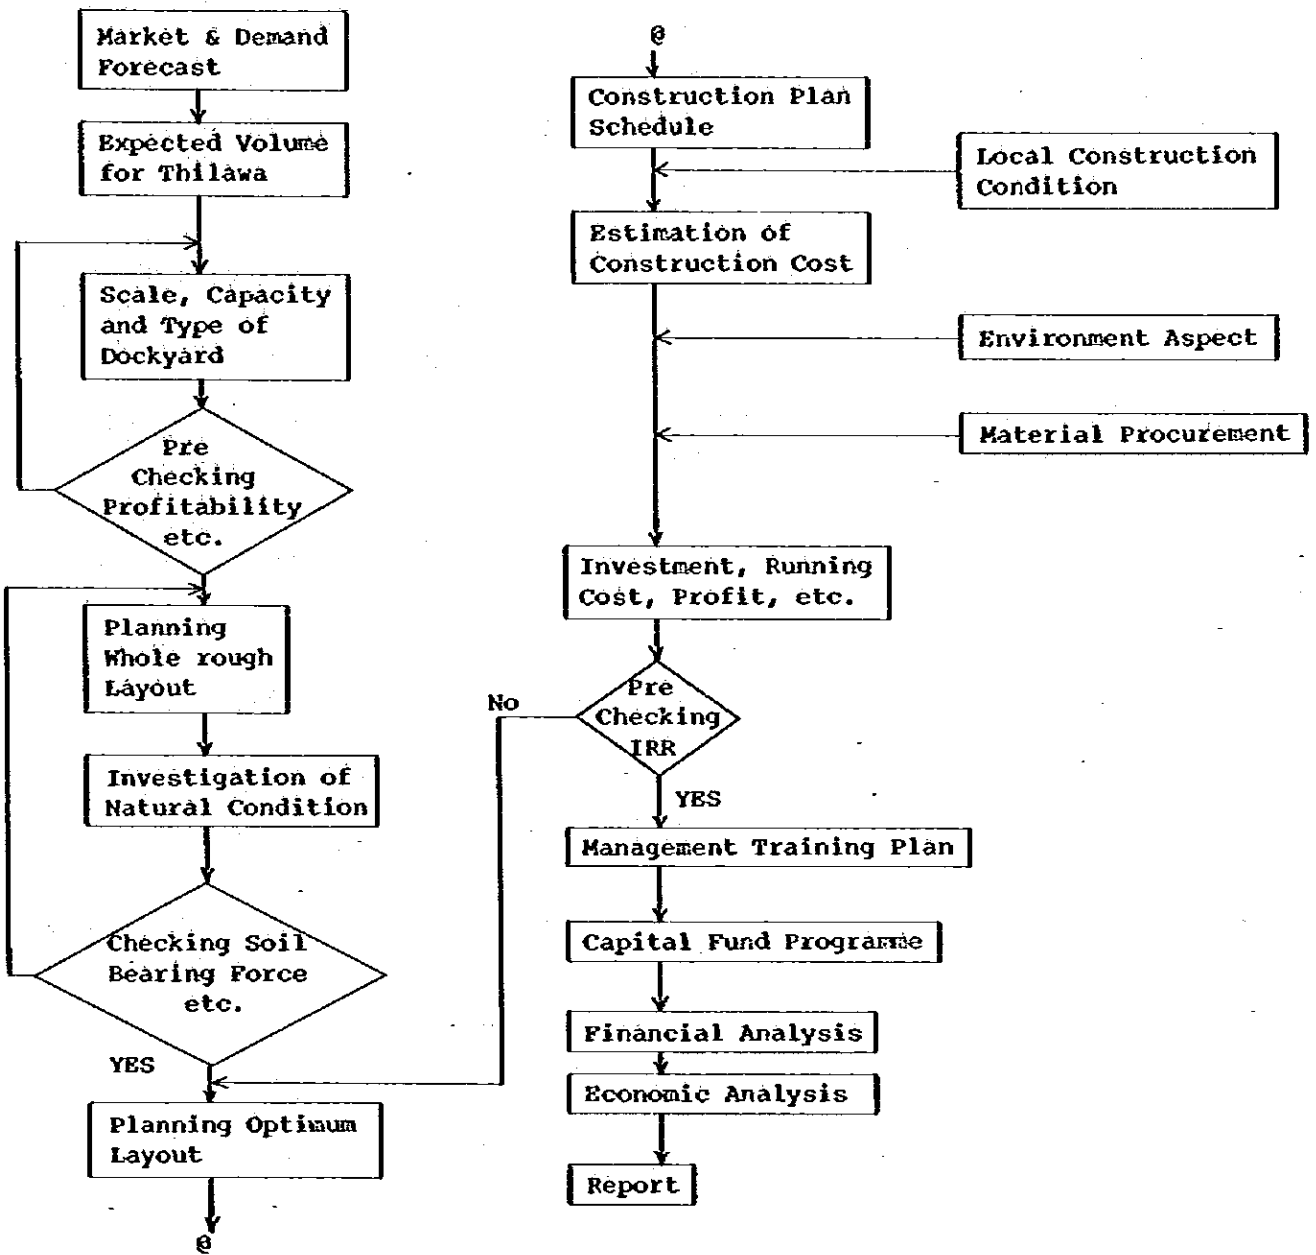 Market & Demand
Forecast
Expected Volume
for Thilawa
Scale, Capacity
and Type of
Dockyard
Pre
Checking
Profitability
etc.
Planning
Whole rough
Layout
Investigation of
Natural Condition
Checking Soil
Bearing Force
etc.
YES
Planning Optimum
Layout
@
@
Construction Plan
Schedule
Local Construction
Condition
Estimation of
Construction Cost
Environment Aspect
Material Procurement
Investment, Running
Cost, Profit, etc.
Pre
Checking
IRR
No
YES
Management Training Plan
Capital Fund Programme
Financial Analysis
Economic Analysis
Report